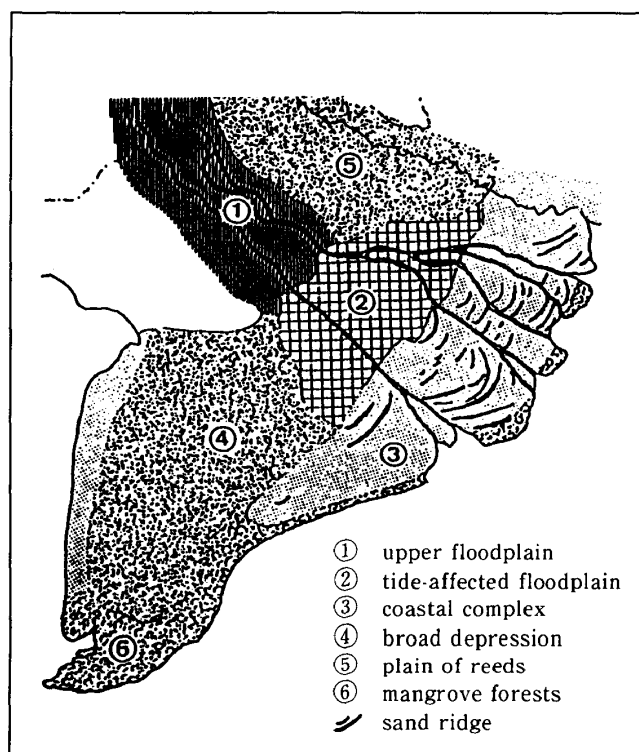 ⑤
①
②
④
③
⑥
① upper floodplain
② tide-affected floodplain
③ coastal complex
④ broad depression
⑤ plain of reeds
⑥ mangrove forests
sand ridge